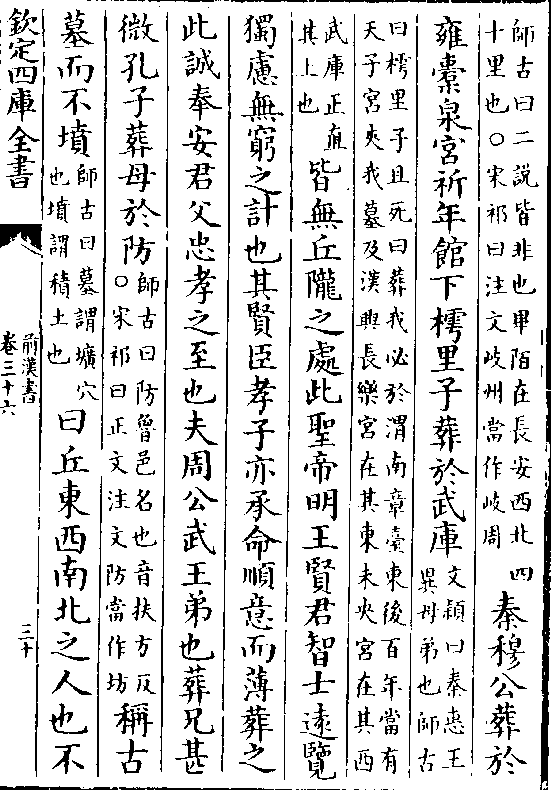 師古曰二説皆非也畢陌在長安西北四
十里也○宋祁曰注文岐州當作岐周
秦穆公葬於
雍橐泉宮祈年館下樗里子葬於武庫
文穎曰秦惠王
異母弟也師古
曰樗里子且死曰葬我必於渭南章臺東後百年當有
天子宮夾我墓及漢興長樂宮在其東未央宮在其西
武庫正直
其上也
皆無丘隴之處此聖帝明王賢君智士遠覽
獨慮無窮之計也其賢臣孝子亦承命順意而薄葬之
此誠奉安君父忠孝之至也夫周公武王弟也葬兄甚
微孔子葬母於防
師古曰防魯邑名也音扶方反
○宋祁曰正文注文防當作坊
稱古
墓而不墳
師古曰墓謂壙穴
也墳謂積土也
曰丘東西南北之人也不
欽定四庫全書
前漢書
卷三十六
三十